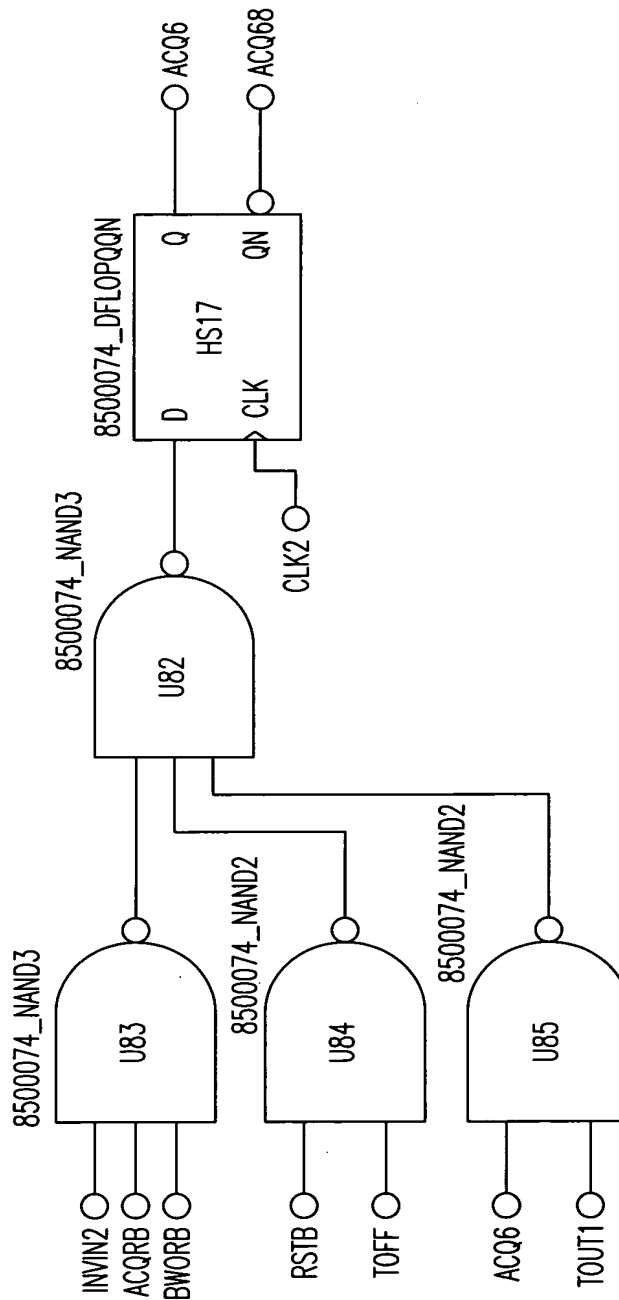 8500074_NAND3
INVIN2
ACQRB
BWORB
U83
8500074_NAND2
RSTB
TOFF
U84
8500074_NAND2
ACQ6
TOUT1
U85
8500074_NAND3
U82
CLK2
8500074_DFLOPQQN
D
Q
HS17
CLK
QN
ACQ6
ACQ68